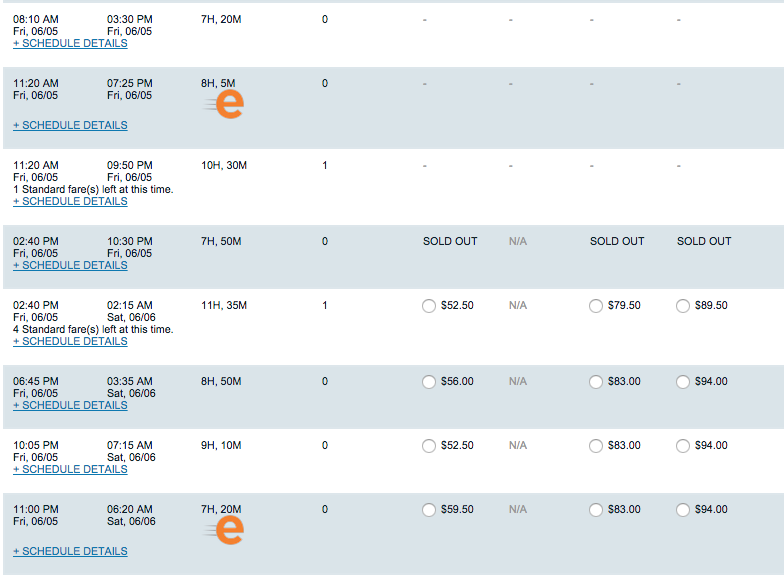 08:10 AM 03:30 PM 7H, 20M 0 - - - -
Fri, 06/05 Fri, 06/05
+ SCHEDULE DETAILS
11:20 AM 07:25 PM 8H, 5M 0 - - - -
Fri, 06/05 Fri, 06/05
e
+ SCHEDULE DETAILS
11:20 AM 09:50 PM 10H, 30M 1 - - - -
Fri, 06/05 Fri, 06/05
1 Standard fare(s) left at this time.
+ SCHEDULE DETAILS
02:40 PM 10:30 PM 7H, 50M 0 SOLD OUT N/A SOLD OUT SOLD OUT
Fri, 06/05 Fri, 06/05
+ SCHEDULE DETAILS
02:40 PM 02:15 AM 11H, 35M 1 $52.50 N/A $79.50 $89.50
Fri, 06/05 Sat, 06/06
4 Standard fare(s) left at this time.
+ SCHEDULE DETAILS
06:45 PM 03:35 AM 8H, 50M 0 $56.00 N/A $83.00 $94.00
Fri, 06/05 Sat, 06/06
+ SCHEDULE DETAILS
10:05 PM 07:15 AM 9H, 10M 0 $52.50 N/A $83.00 $94.00
Fri, 06/05 Sat, 06/06
+ SCHEDULE DETAILS
11:00 PM 06:20 AM 7H, 20M 0 $59.50 N/A $83.00 $94.00
Fri, 06/05 Sat, 06/06
e
+ SCHEDULE DETAILS